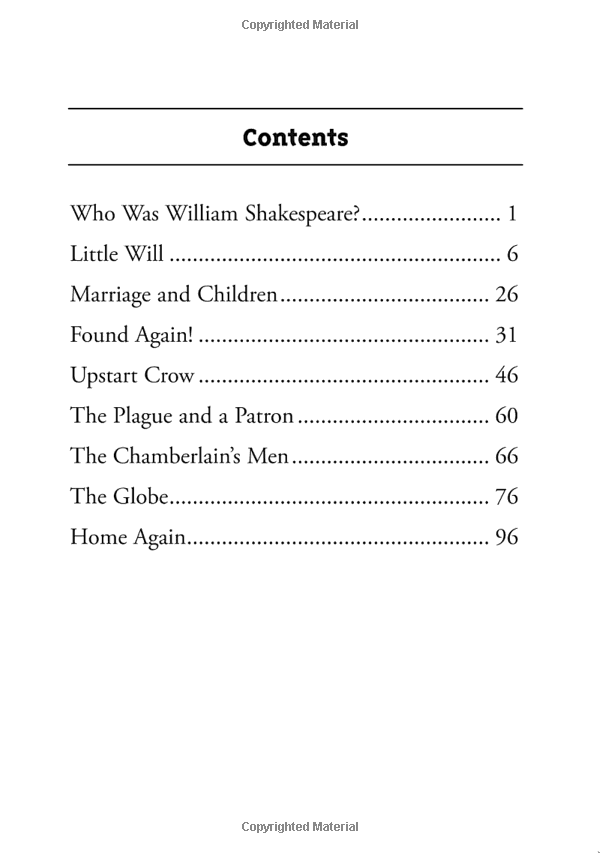 Copyrighted Material
Contents
Who Was William Shakespeare?........................ 1
Little Will .......................................................... 6
Marriage and Children.................................... 26
Found Again! ................................................... 31
Upstart Crow ................................................... 46
The Plague and a Patron ................................. 60
The Chamberlain’s Men.................................. 66
The Globe........................................................ 76
Home Again..................................................... 96
Copyrighted Material